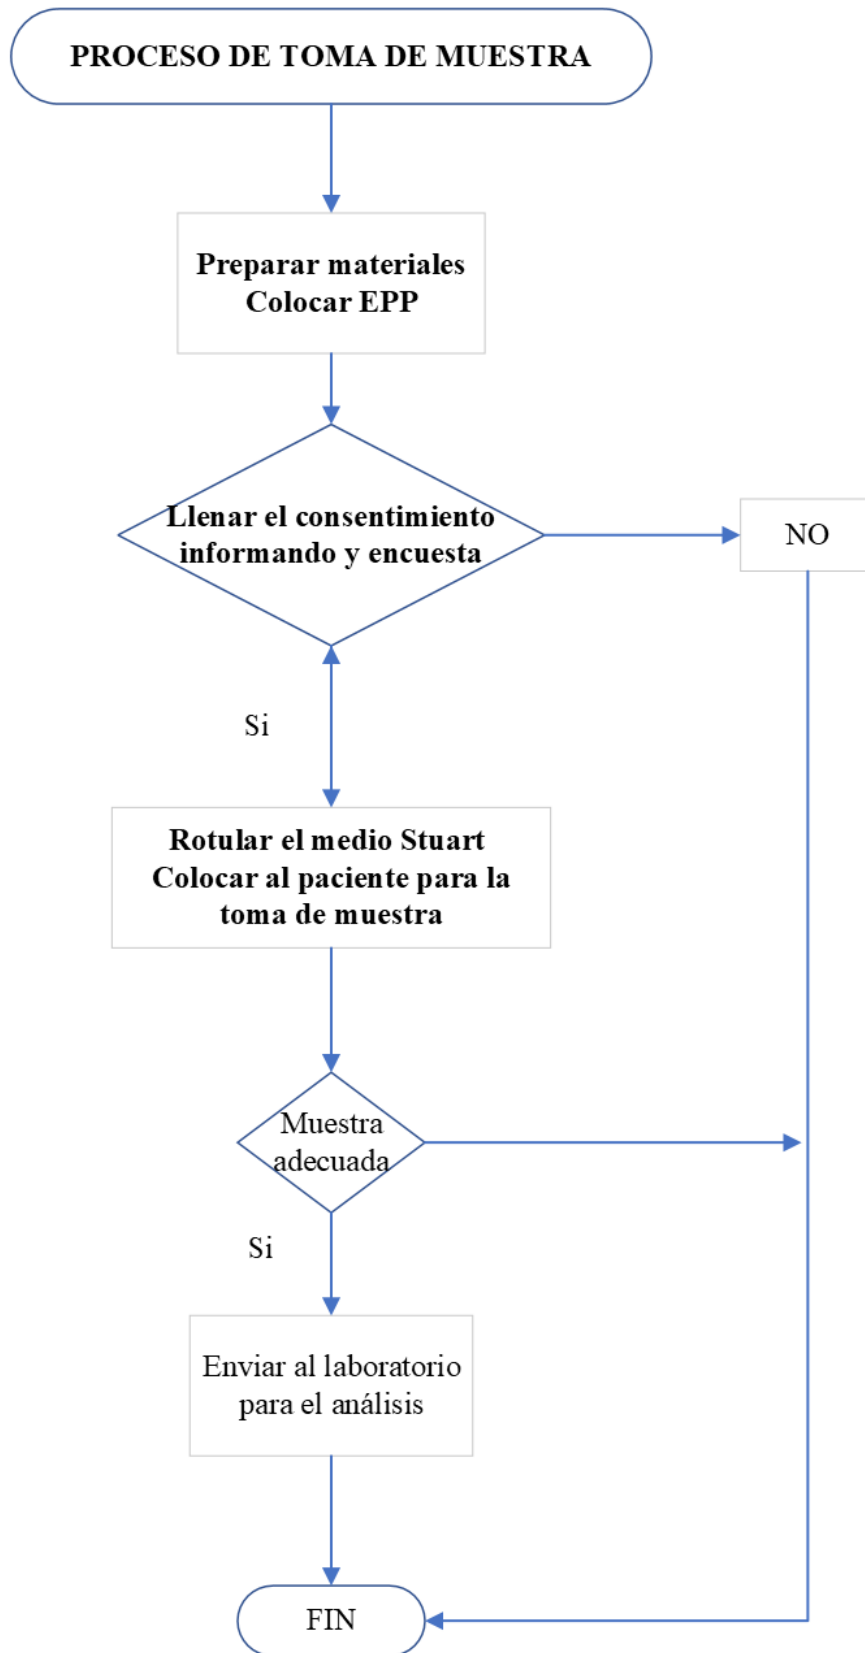 PROCESO DE TOMA DE MUESTRA
Preparar materiales
Colocar EPP
Llenar el consentimiento
informando y encuesta
NO
Si
Rotular el medio Stuart
Colocar al paciente para la
toma de muestra
Muestra
adecuada
Si
Enviar al laboratorio
para el análisis
FIN